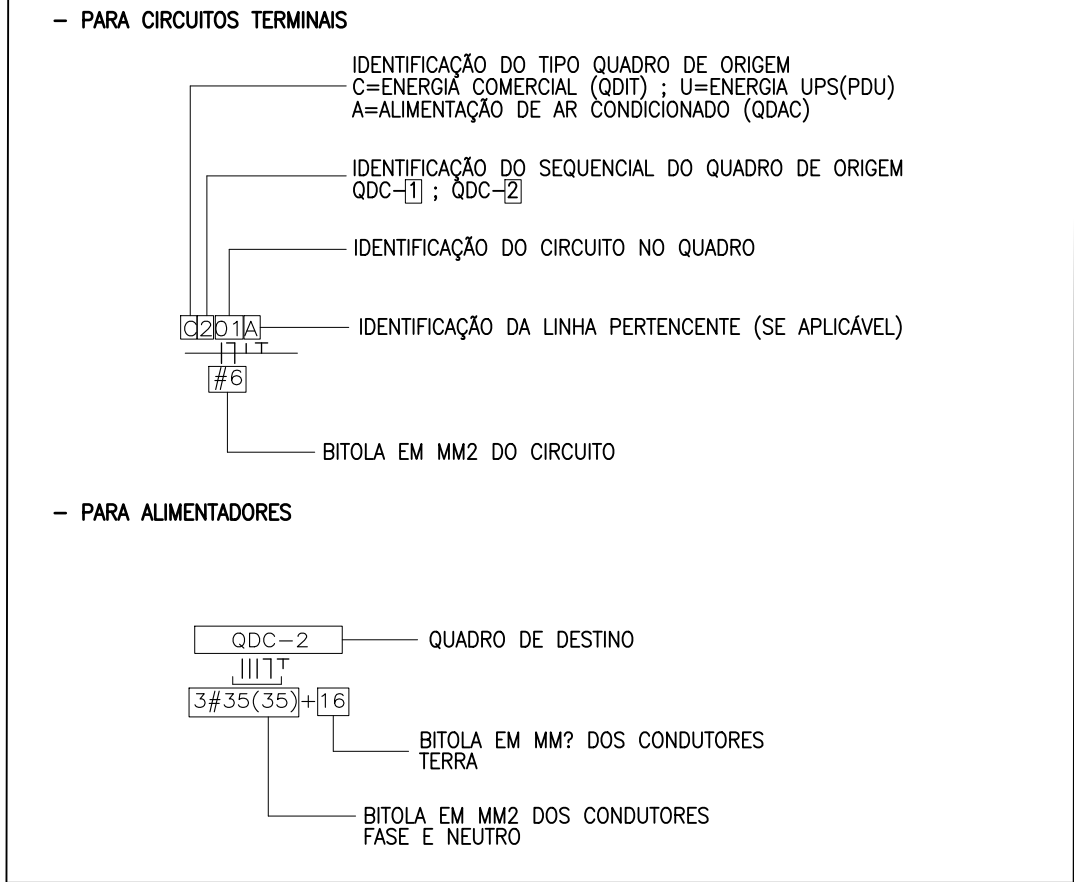 - PARA CIRCUITOS TERMINAIS
IDENTIFICAÇÃO DO TIPO QUADRO DE ORIGEM
C=ENERGIA COMERCIAL (QDIT) ; U=ENERGIA UPS(PDU)
A=ALIMENTAÇÃO DE AR CONDICIONADO (QDAC)
IDENTIFICAÇÃO DO SEQUENCIAL DO QUADRO DE ORIGEM
QDC-1 ; QDC-2
IDENTIFICAÇÃO DO CIRCUITO NO QUADRO
C201A
IDENTIFICAÇÃO DA LINHA PERTENCENTE (SE APLICÁVEL)
#6
BITOLA EM MM2 DO CIRCUITO
- PARA ALIMENTADORES
QDC-2
QUADRO DE DESTINO
3#35(35)+16
BITOLA EM MM? DOS CONDUTORES
TERRA
BITOLA EM MM2 DOS CONDUTORES
FASE E NEUTRO